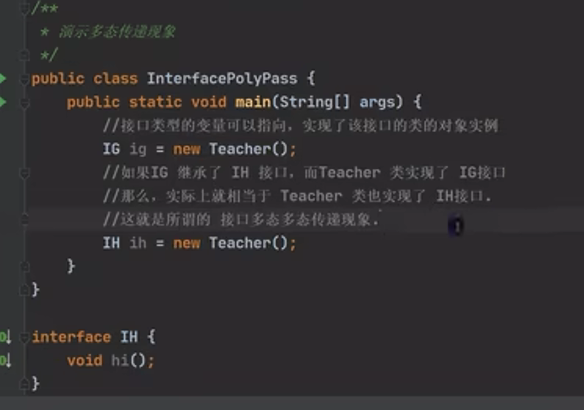 /**
 * 演示多态传递现象
 */
public class InterfacePolyPass {
    public static void main(String[] args) {
        //接口类型的变量可以指向，实现了该接口的类的对象实例
        IG ig = new Teacher();
        //如果IG 继承了 IH 接口，而Teacher 类实现了 IG接口
        //那么，实际上就相当于 Teacher 类也实现了 IH接口.
        //这就是所谓的 接口多态多态传递现象.
        IH ih = new Teacher();
    }
}
interface IH {
    void hi();
}